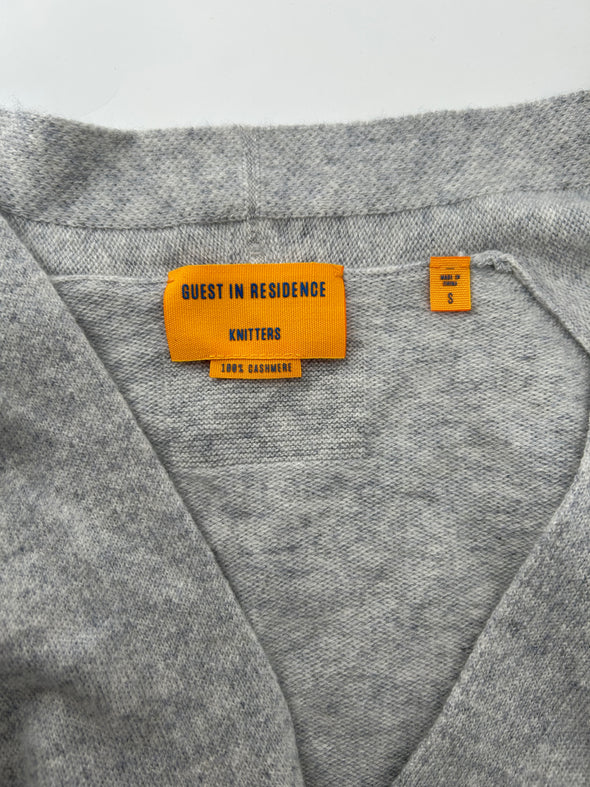 GUEST IN RESIDENCE
KNITTERS
100% CASHMERE
MADE IN
CHINA
S